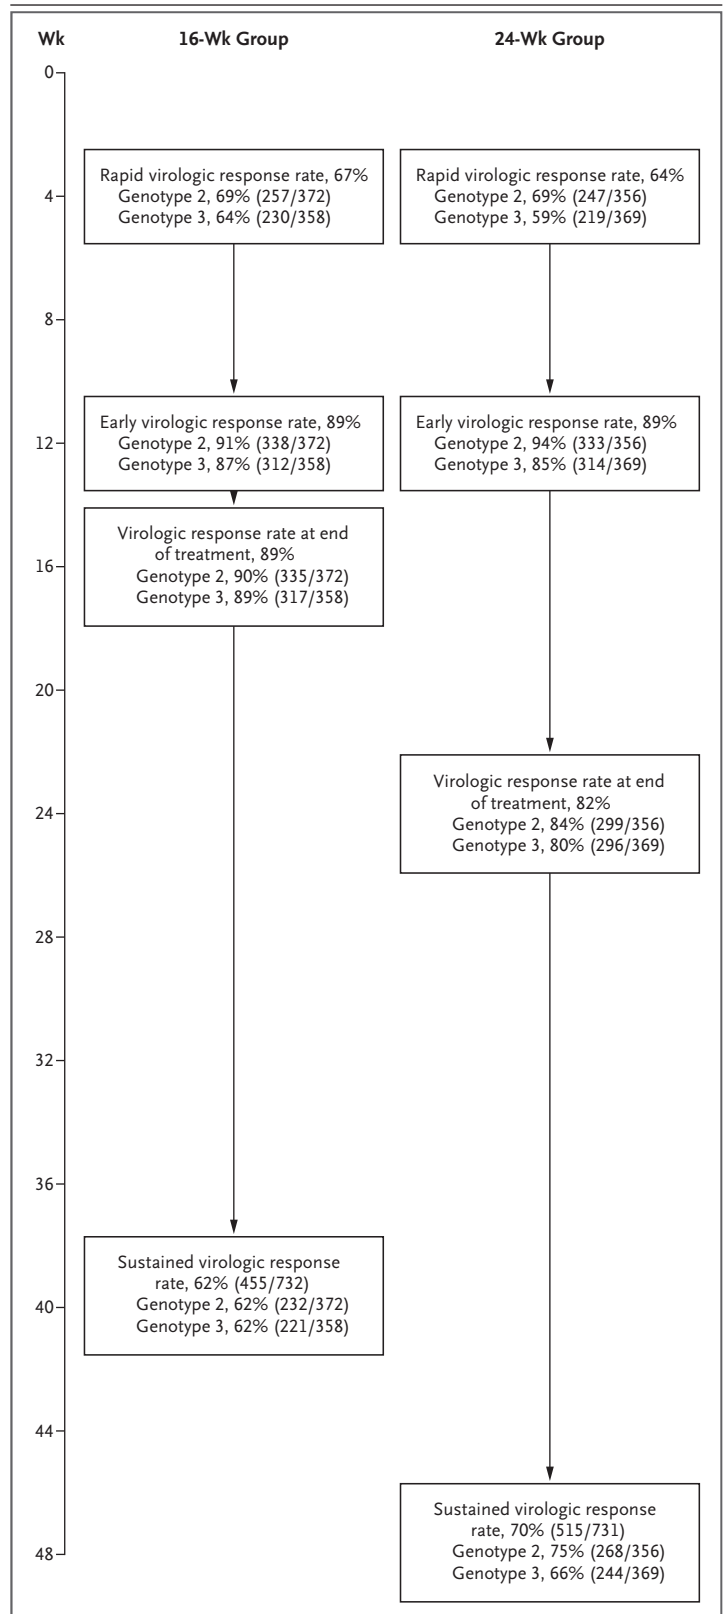 Wk
16-Wk Group
24-Wk Group
0
4
8
12
16
20
24
28
32
36
40
44
48
Rapid virologic response rate, 67%
Genotype 2, 69% (257/372)
Genotype 3, 64% (230/358)
Rapid virologic response rate, 64%
Genotype 2, 69% (247/356)
Genotype 3, 59% (219/369)
Early virologic response rate, 89%
Genotype 2, 91% (338/372)
Genotype 3, 87% (312/358)
Early virologic response rate, 89%
Genotype 2, 94% (333/356)
Genotype 3, 85% (314/369)
Virologic response rate at end
of treatment, 89%
Genotype 2, 90% (335/372)
Genotype 3, 89% (317/358)
Virologic response rate at end
of treatment, 82%
Genotype 2, 84% (299/356)
Genotype 3, 80% (296/369)
Sustained virologic response
rate, 62% (455/732)
Genotype 2, 62% (232/372)
Genotype 3, 62% (221/358)
Sustained virologic response
rate, 70% (515/731)
Genotype 2, 75% (268/356)
Genotype 3, 66% (244/369)